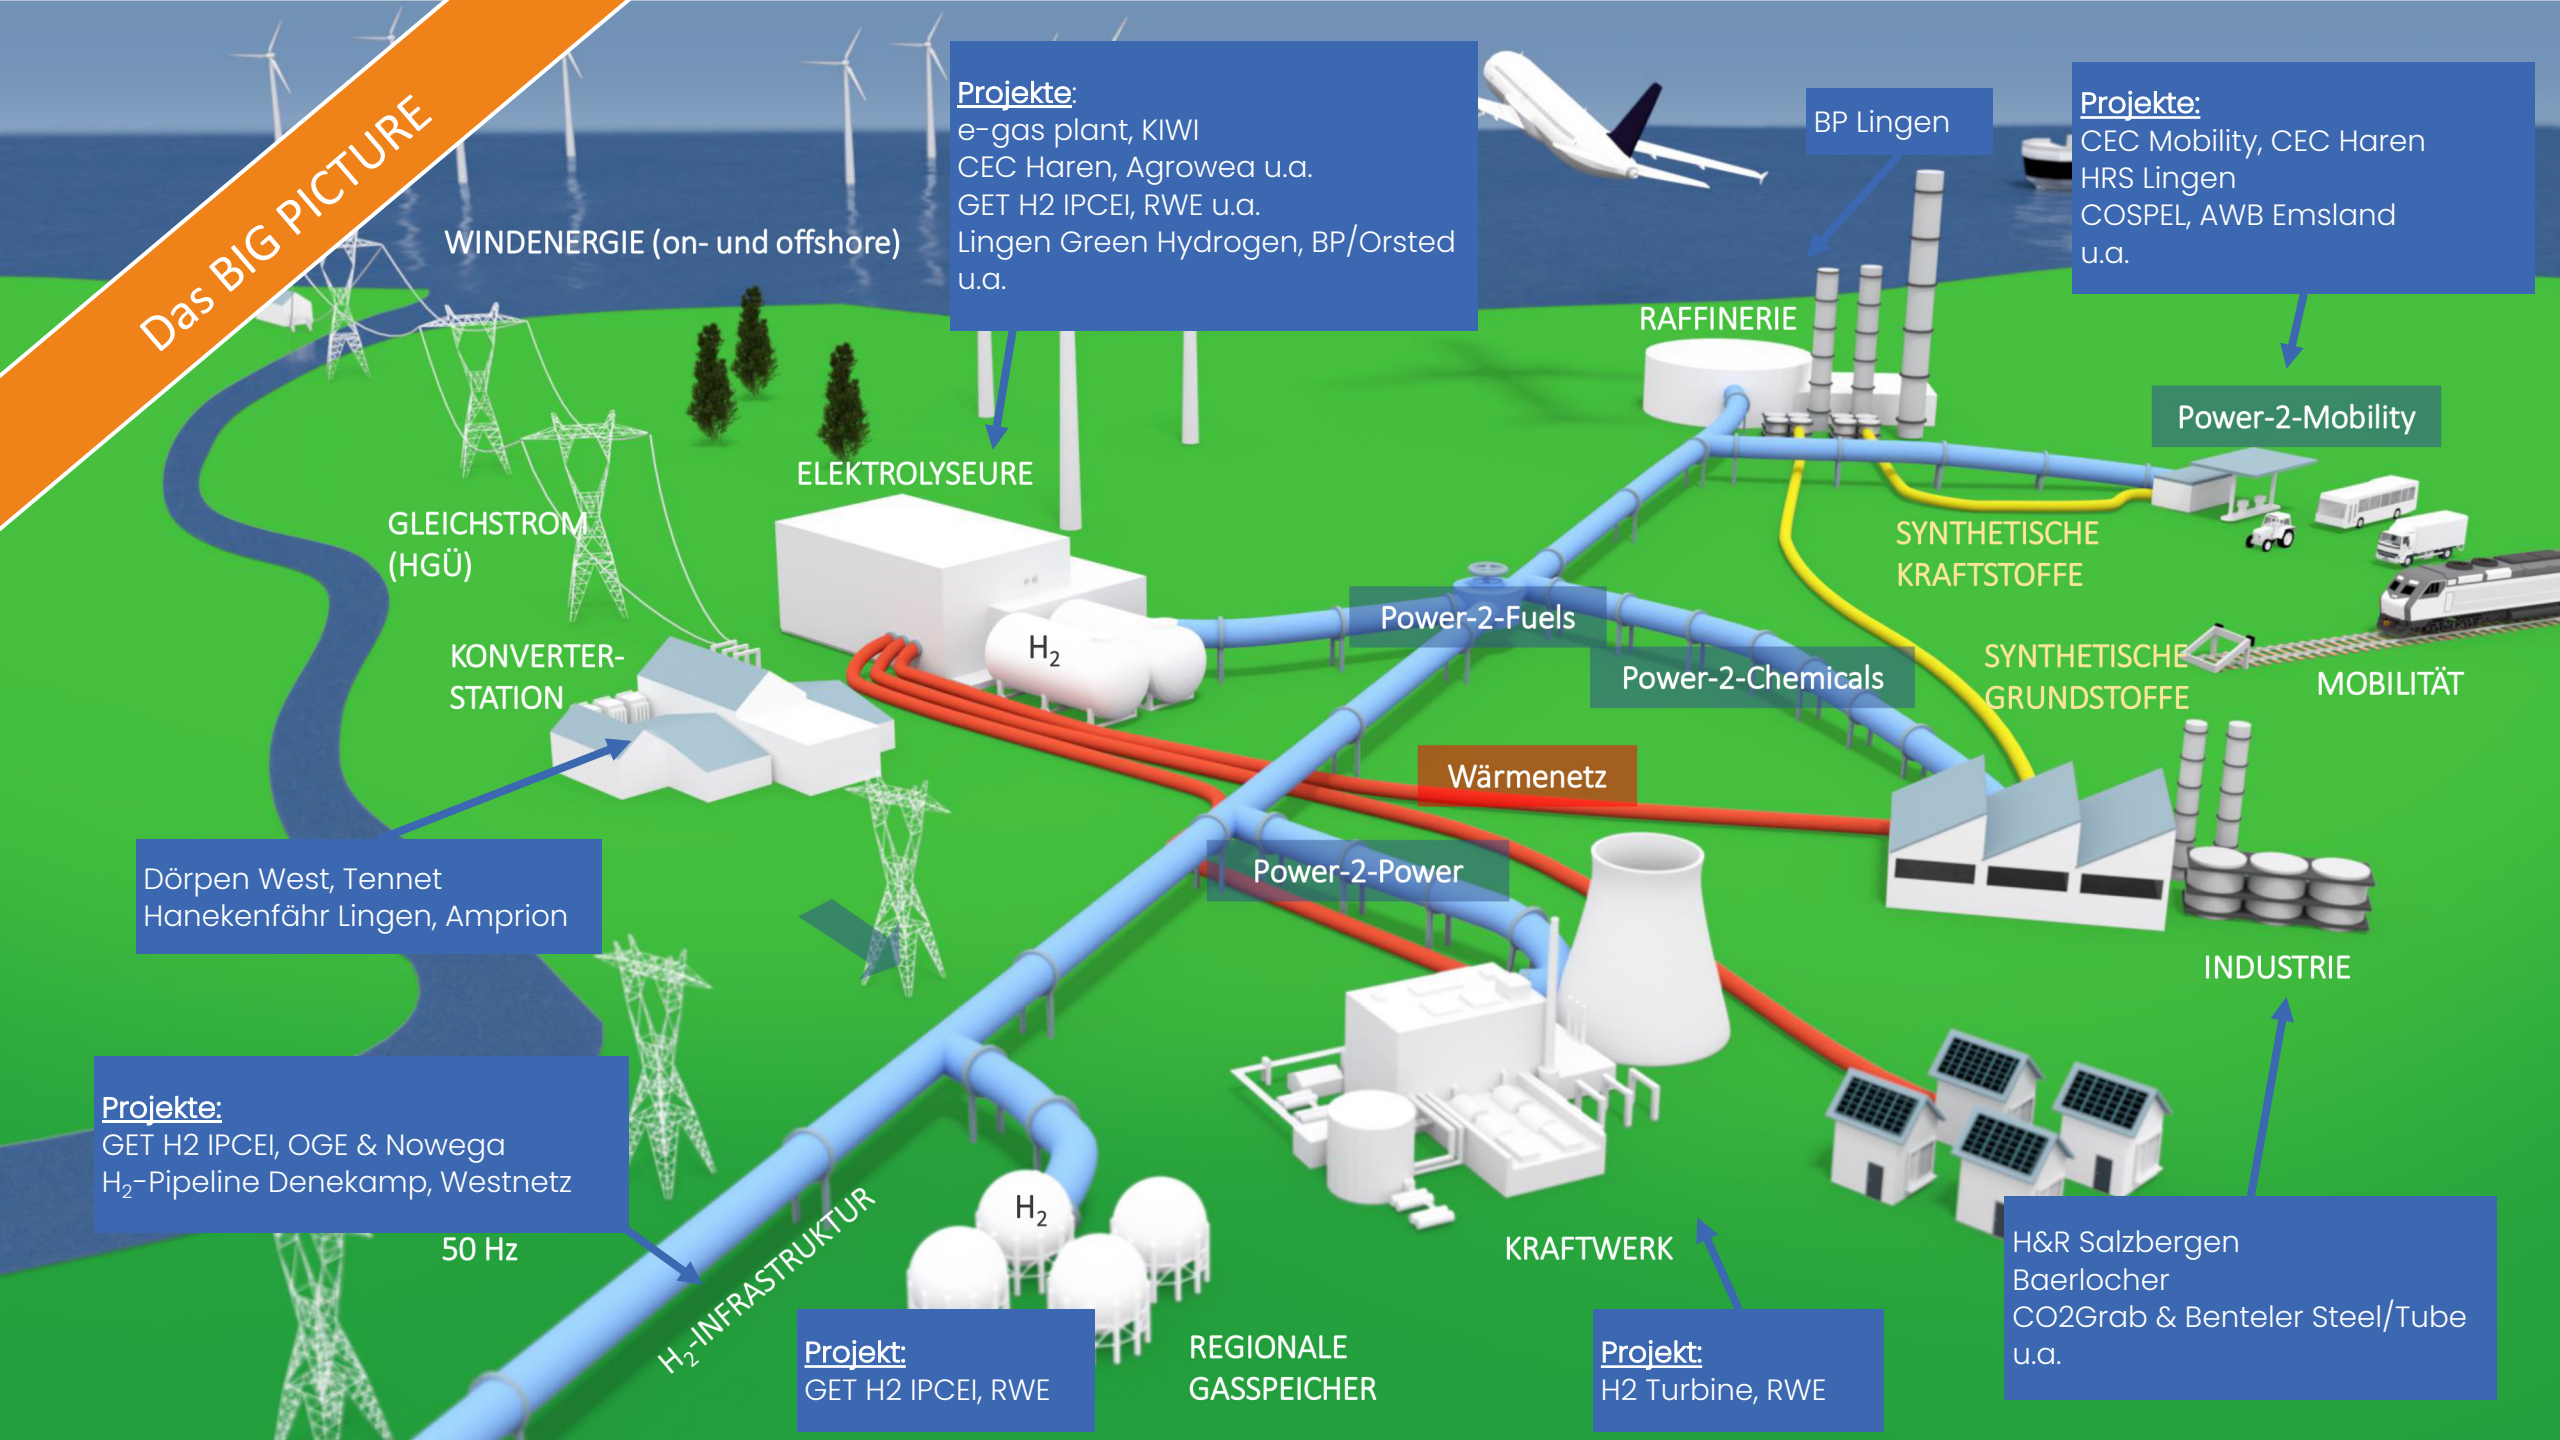 Das BIG PICTURE
Projekte:
e-gas plant, KIWI
CEC Haren, Agrowea u.a.
GET H2 IPCEI, RWE u.a.
Lingen Green Hydrogen, BP/Orsted
u.a.
BP Lingen
Projekte:
CEC Mobility, CEC Haren
HRS Lingen
COSPEL, AWB Emsland
u.a.
WINDENERGIE (on- und offshore)
RAFFINERIE
Power-2-Mobility
ELEKTROLYSEURE
GLEICHSTROM
(HGÜ)
SYNTHETISCHE
KRAFTSTOFFE
Power-2-Fuels
H₂
KONVERTER-
STATION
Power-2-Chemicals
SYNTHETISCHE
GRUNDSTOFFE
MOBILITÄT
Wärmenetz
Power-2-Power
Dörpen West, Tennet
Hanekenfähr Lingen, Amprion
INDUSTRIE
Projekte:
GET H2 IPCEI, OGE & Nowega
H₂-Pipeline Denekamp, Westnetz
50 Hz
H₂-INFRASTRUKTUR
H₂
KRAFTWERK
H&R Salzbergen
Baerlocher
CO2Grab & Benteler Steel/Tube
u.a.
Projekt:
GET H2 IPCEI, RWE
REGIONALE
GASSPEICHER
Projekt:
H2 Turbine, RWE